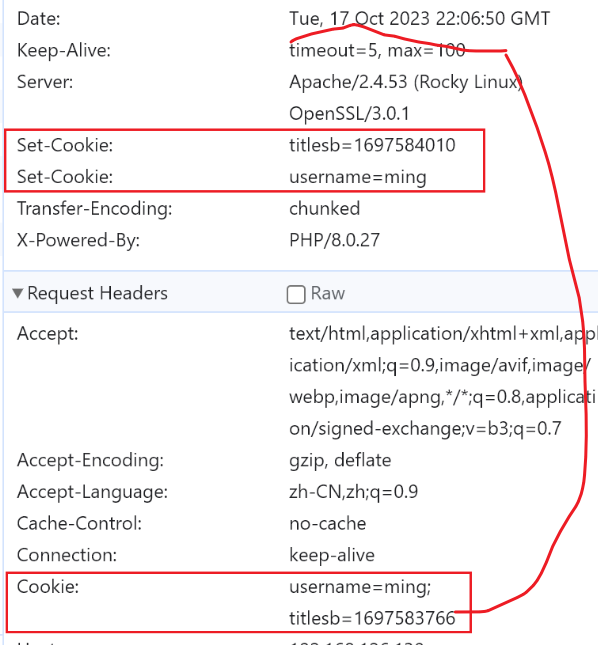 Date: Tue, 17 Oct 2023 22:06:50 GMT
Keep-Alive: timeout=5, max=100
Server: Apache/2.4.53 (Rocky Linux)
OpenSSL/3.0.1
Set-Cookie: titlesb=1697584010
Set-Cookie: username=ming
Transfer-Encoding: chunked
X-Powered-By: PHP/8.0.27
Request Headers Raw
Accept: text/html,application/xhtml+xml,appl
ication/xml;q=0.9,image/avif,image/
webp,image/apng,*/*;q=0.8,applicati
on/signed-exchange;v=b3;q=0.7
Accept-Encoding: gzip, deflate
Accept-Language: zh-CN,zh;q=0.9
Cache-Control: no-cache
Connection: keep-alive
Cookie: username=ming;
titlesb=1697583766